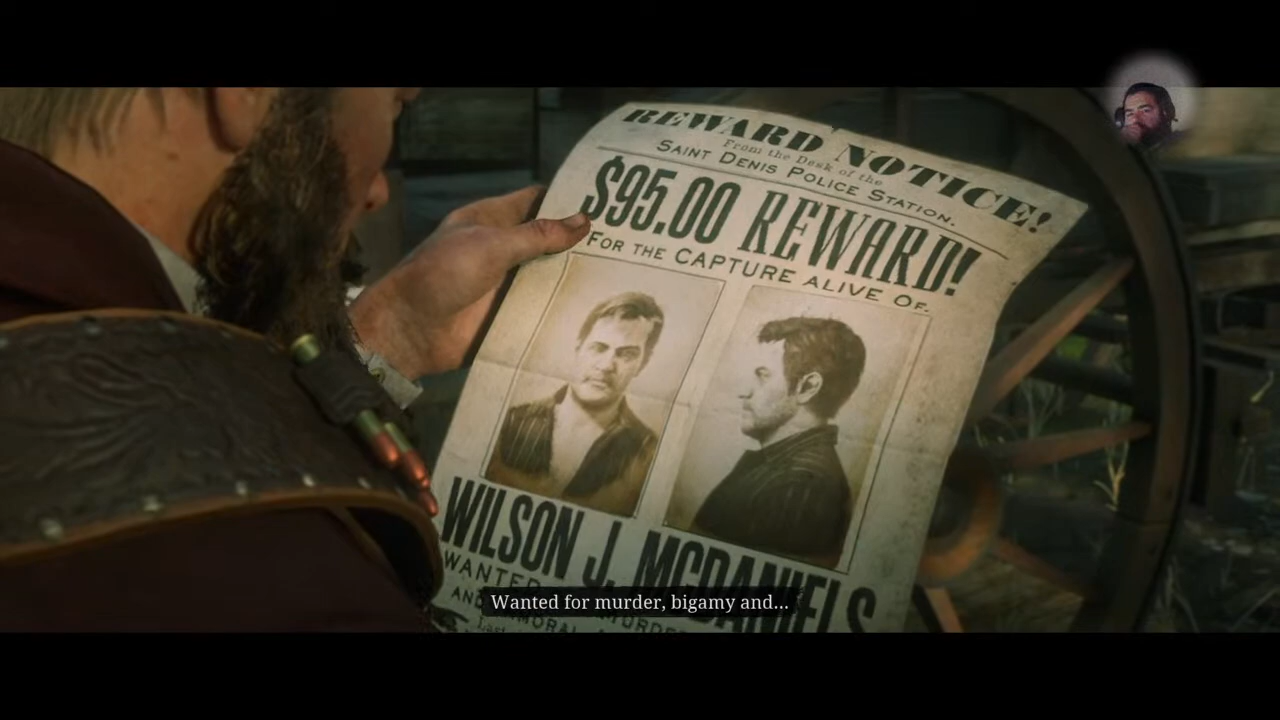 REWARD NOTICE!
From the Desk of the
SAINT DENIS POLICE STATION.
$95.00 REWARD!
FOR THE CAPTURE ALIVE OF.
WILSON J. MCDANIELS
WANTED
Wanted for murder, bigamy and...